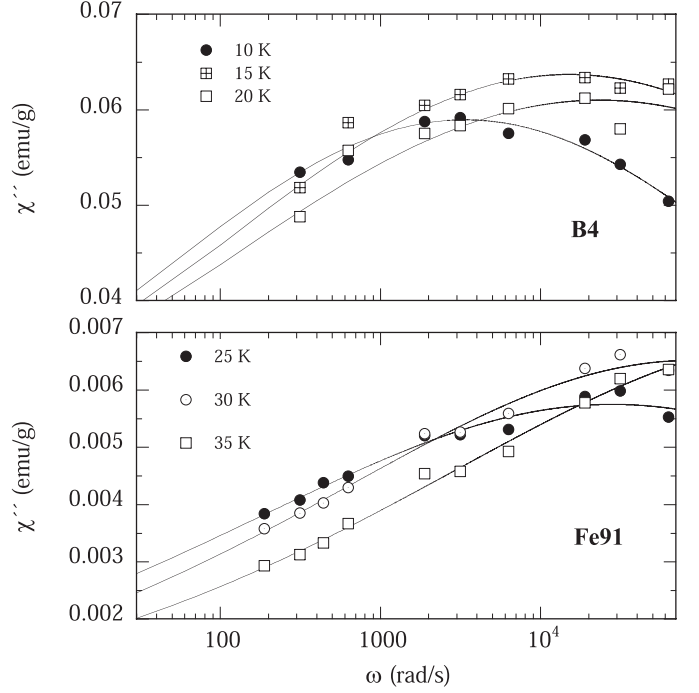 0.07
10 K
15 K
20 K
0.06
χ´´ (emu/g)
0.05
B4
0.04
0.007
25 K
0.006
30 K
35 K
0.005
χ´´ (emu/g)
0.004
Fe91
0.003
0.002
100 1000 10⁴
ω (rad/s)